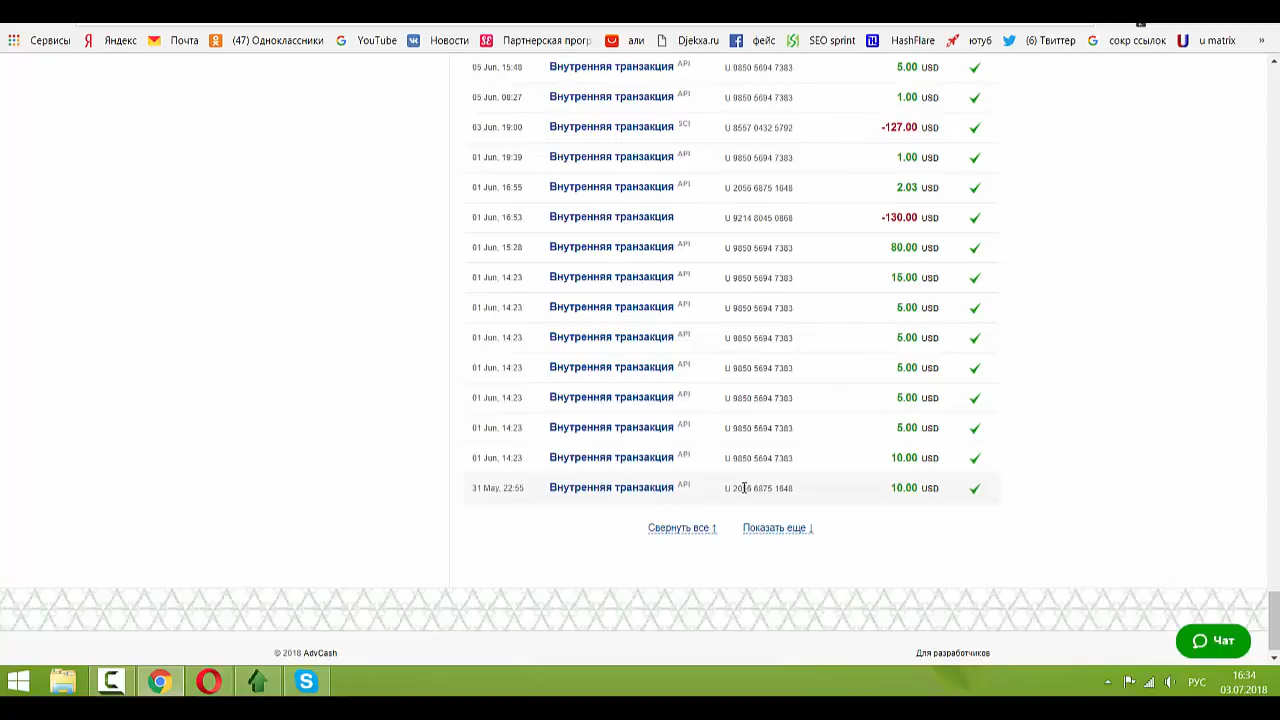 Сервисы Яндекс Почта (47) Одноклассники YouTube Новости Партнерская прог али Djekxa.ru фейс SEO sprint HashFlare ютуб (6) Твиттер сокр ссылок u matrix »
05 Jun, 15:48 Внутренняя транзакция API U 9850 5694 7383 5.00 USD
05 Jun, 08:27 Внутренняя транзакция API U 9850 5694 7383 1.00 USD
03 Jun, 19:00 Внутренняя транзакция SCI U 8557 0432 5792 -127.00 USD
01 Jun, 19:39 Внутренняя транзакция API U 9850 5694 7383 1.00 USD
01 Jun, 16:55 Внутренняя транзакция API U 2056 6875 1648 2.03 USD
01 Jun, 16:53 Внутренняя транзакция U 9214 8045 0868 -130.00 USD
01 Jun, 15:28 Внутренняя транзакция API U 9850 5694 7383 80.00 USD
01 Jun, 14:23 Внутренняя транзакция API U 9850 5694 7383 15.00 USD
01 Jun, 14:23 Внутренняя транзакция API U 9850 5694 7383 5.00 USD
01 Jun, 14:23 Внутренняя транзакция API U 9850 5694 7383 5.00 USD
01 Jun, 14:23 Внутренняя транзакция API U 9850 5694 7383 5.00 USD
01 Jun, 14:23 Внутренняя транзакция API U 9850 5694 7383 5.00 USD
01 Jun, 14:23 Внутренняя транзакция API U 9850 5694 7383 5.00 USD
01 Jun, 14:23 Внутренняя транзакция API U 9850 5694 7383 10.00 USD
31 May, 22:55 Внутренняя транзакция API U 2056 6875 1648 10.00 USD
Свернуть все ↑ Показать еще ↓
Чат
© 2018 AdvCash Для разработчиков
РУС 16:34
03.07.2018